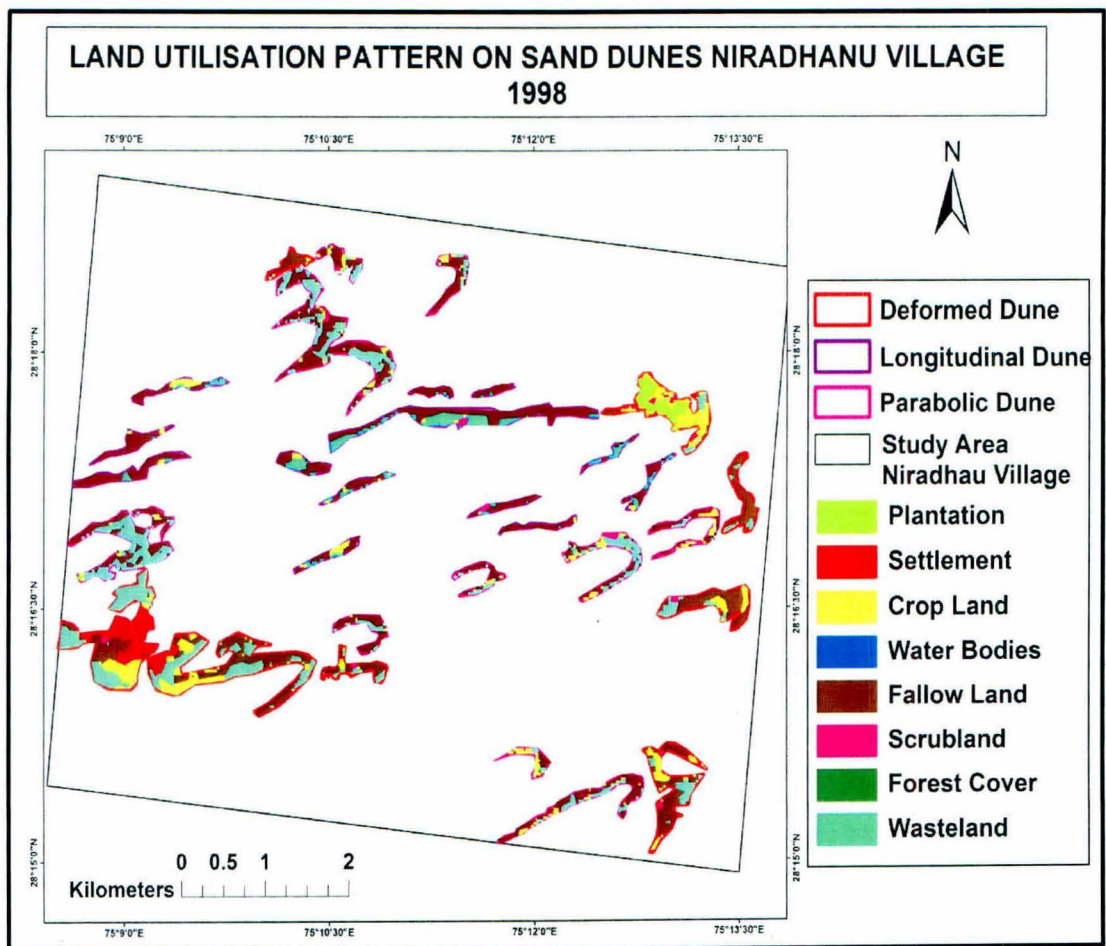 LAND UTILISATION PATTERN ON SAND DUNES NIRADHANU VILLAGE
1998
75°9'0"E 75°10'30"E 75°12'0"E 75°13'30"E
N
28°18'0"N 28°18'0"N
28°16'30"N 28°16'30"N
28°15'0"N 28°15'0"N
Deformed Dune
Longitudinal Dune
Parabolic Dune
Study Area
Niradhau Village
Plantation
Settlement
Crop Land
Water Bodies
Fallow Land
Scrubland
Forest Cover
Wasteland
0 0.5 1 2
Kilometers
75°9'0"E 75°10'30"E 75°12'0"E 75°13'30"E